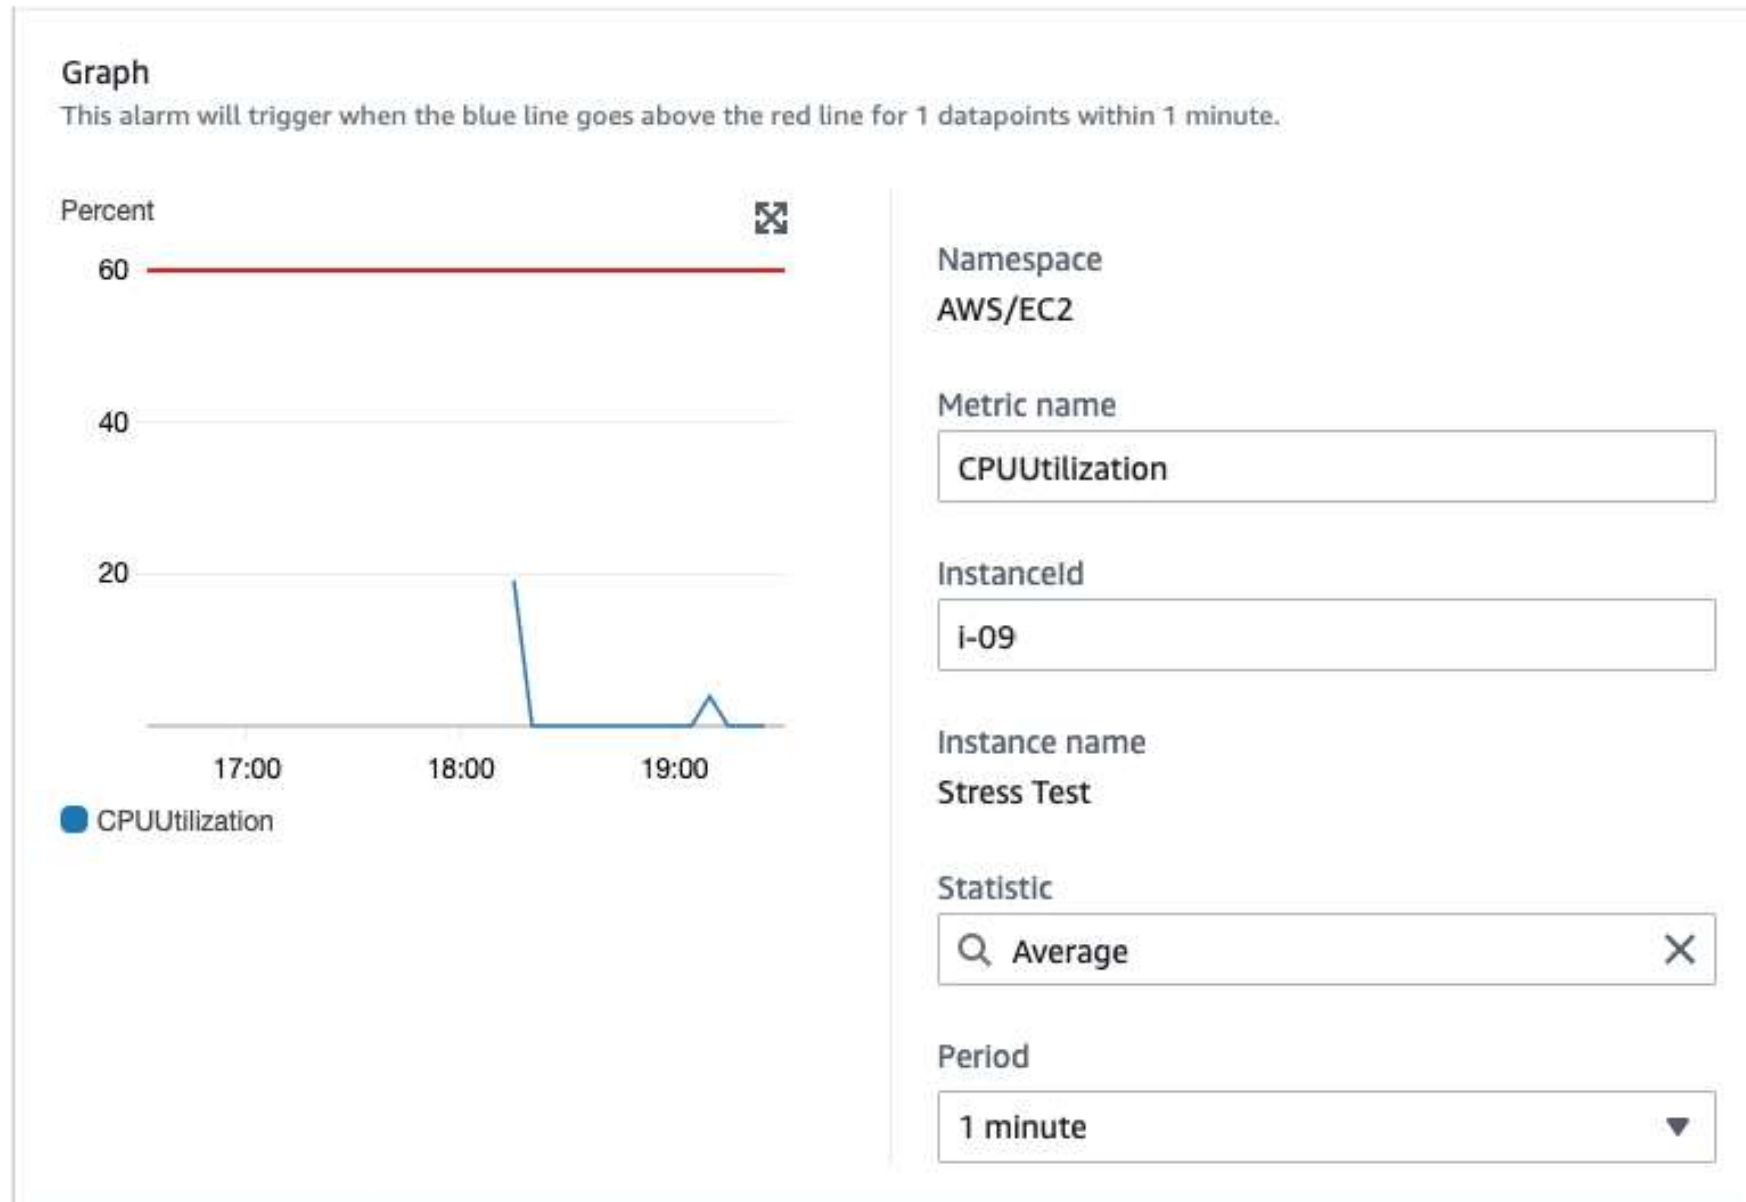 Graph
This alarm will trigger when the blue line goes above the red line for 1 datapoints within 1 minute.
Percent
60
40
20
17:00 18:00 19:00
CPUUtilization
Namespace
AWS/EC2
Metric name
CPUUtilization
InstanceId
i-09
Instance name
Stress Test
Statistic
Average
Period
1 minute